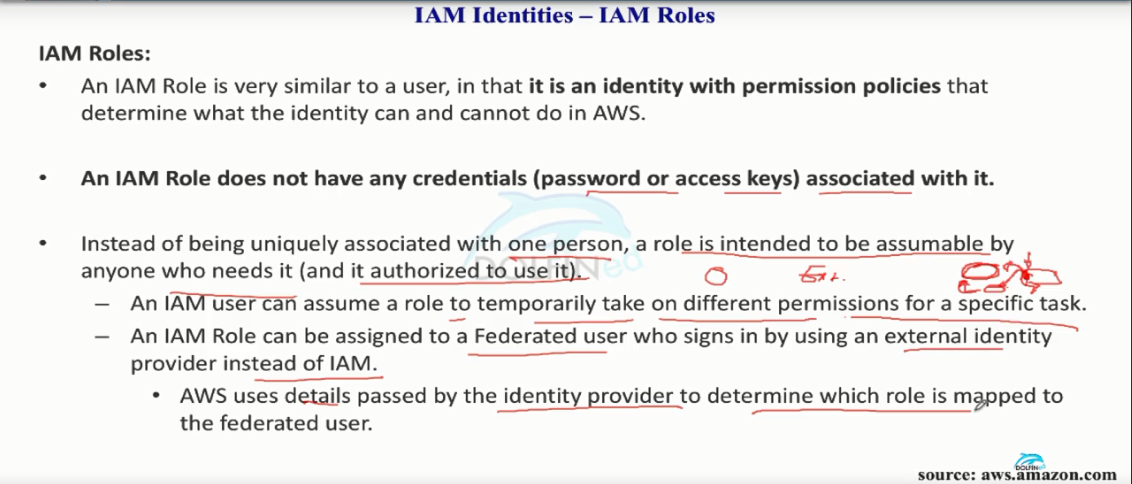 IAM Identities – IAM Roles
IAM Roles:
• An IAM Role is very similar to a user, in that it is an identity with permission policies that
determine what the identity can and cannot do in AWS.
• An IAM Role does not have any credentials (password or access keys) associated with it.
• Instead of being uniquely associated with one person, a role is intended to be assumable by
anyone who needs it (and it authorized to use it).
– An IAM user can assume a role to temporarily take on different permissions for a specific task.
– An IAM Role can be assigned to a Federated user who signs in by using an external identity
provider instead of IAM.
• AWS uses details passed by the identity provider to determine which role is mapped to
the federated user.
DOLFINed
source: aws.amazon.com